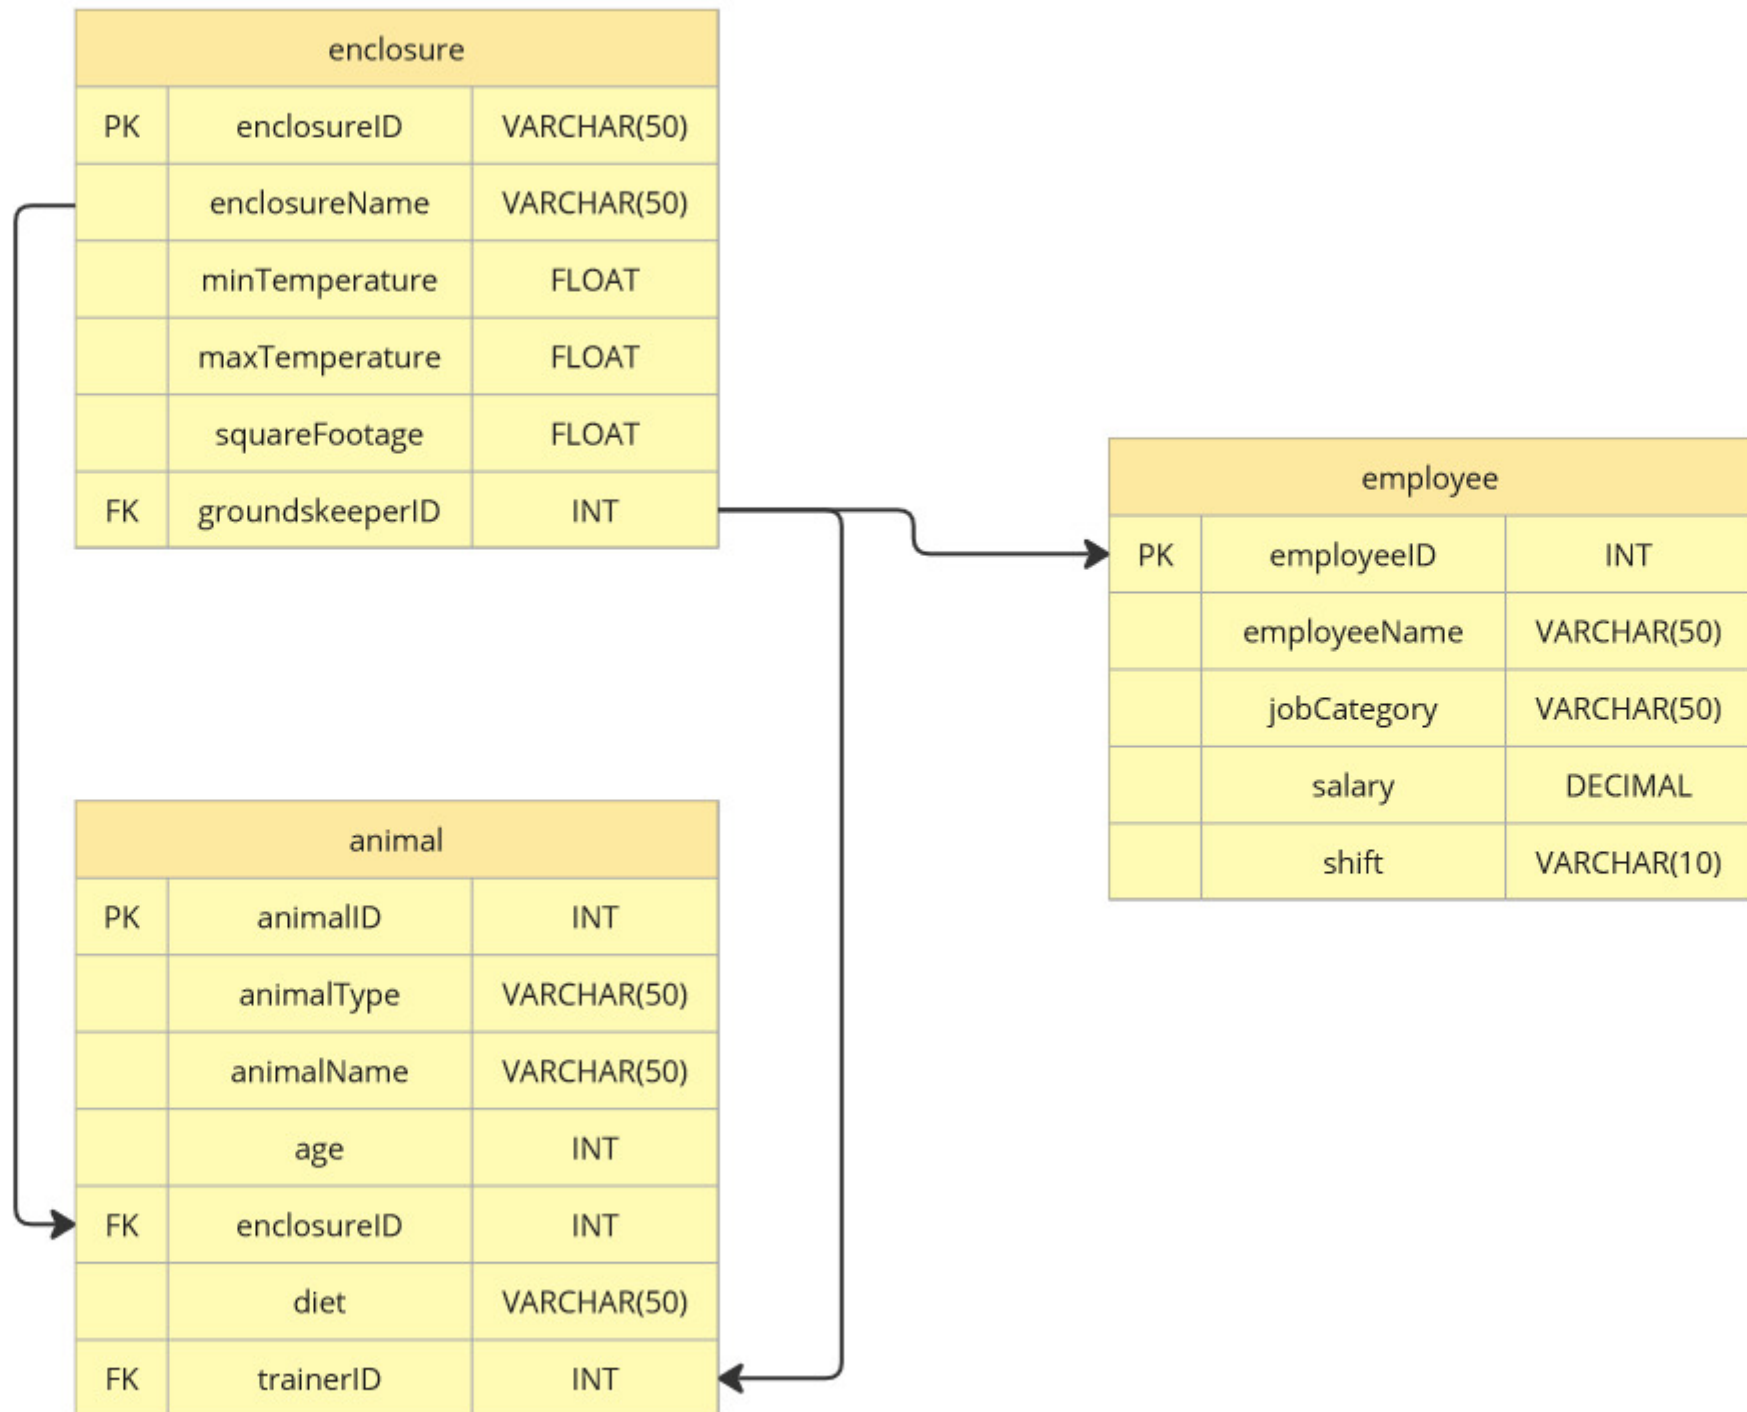 enclosure
PK enclosureID VARCHAR(50)
enclosureName VARCHAR(50)
minTemperature FLOAT
maxTemperature FLOAT
squareFootage FLOAT
FK groundskeeperID INT
employee
PK employeeID INT
employeeName VARCHAR(50)
jobCategory VARCHAR(50)
salary DECIMAL
shift VARCHAR(10)
animal
PK animalID INT
animalType VARCHAR(50)
animalName VARCHAR(50)
age INT
FK enclosureID INT
diet VARCHAR(50)
FK trainerID INT